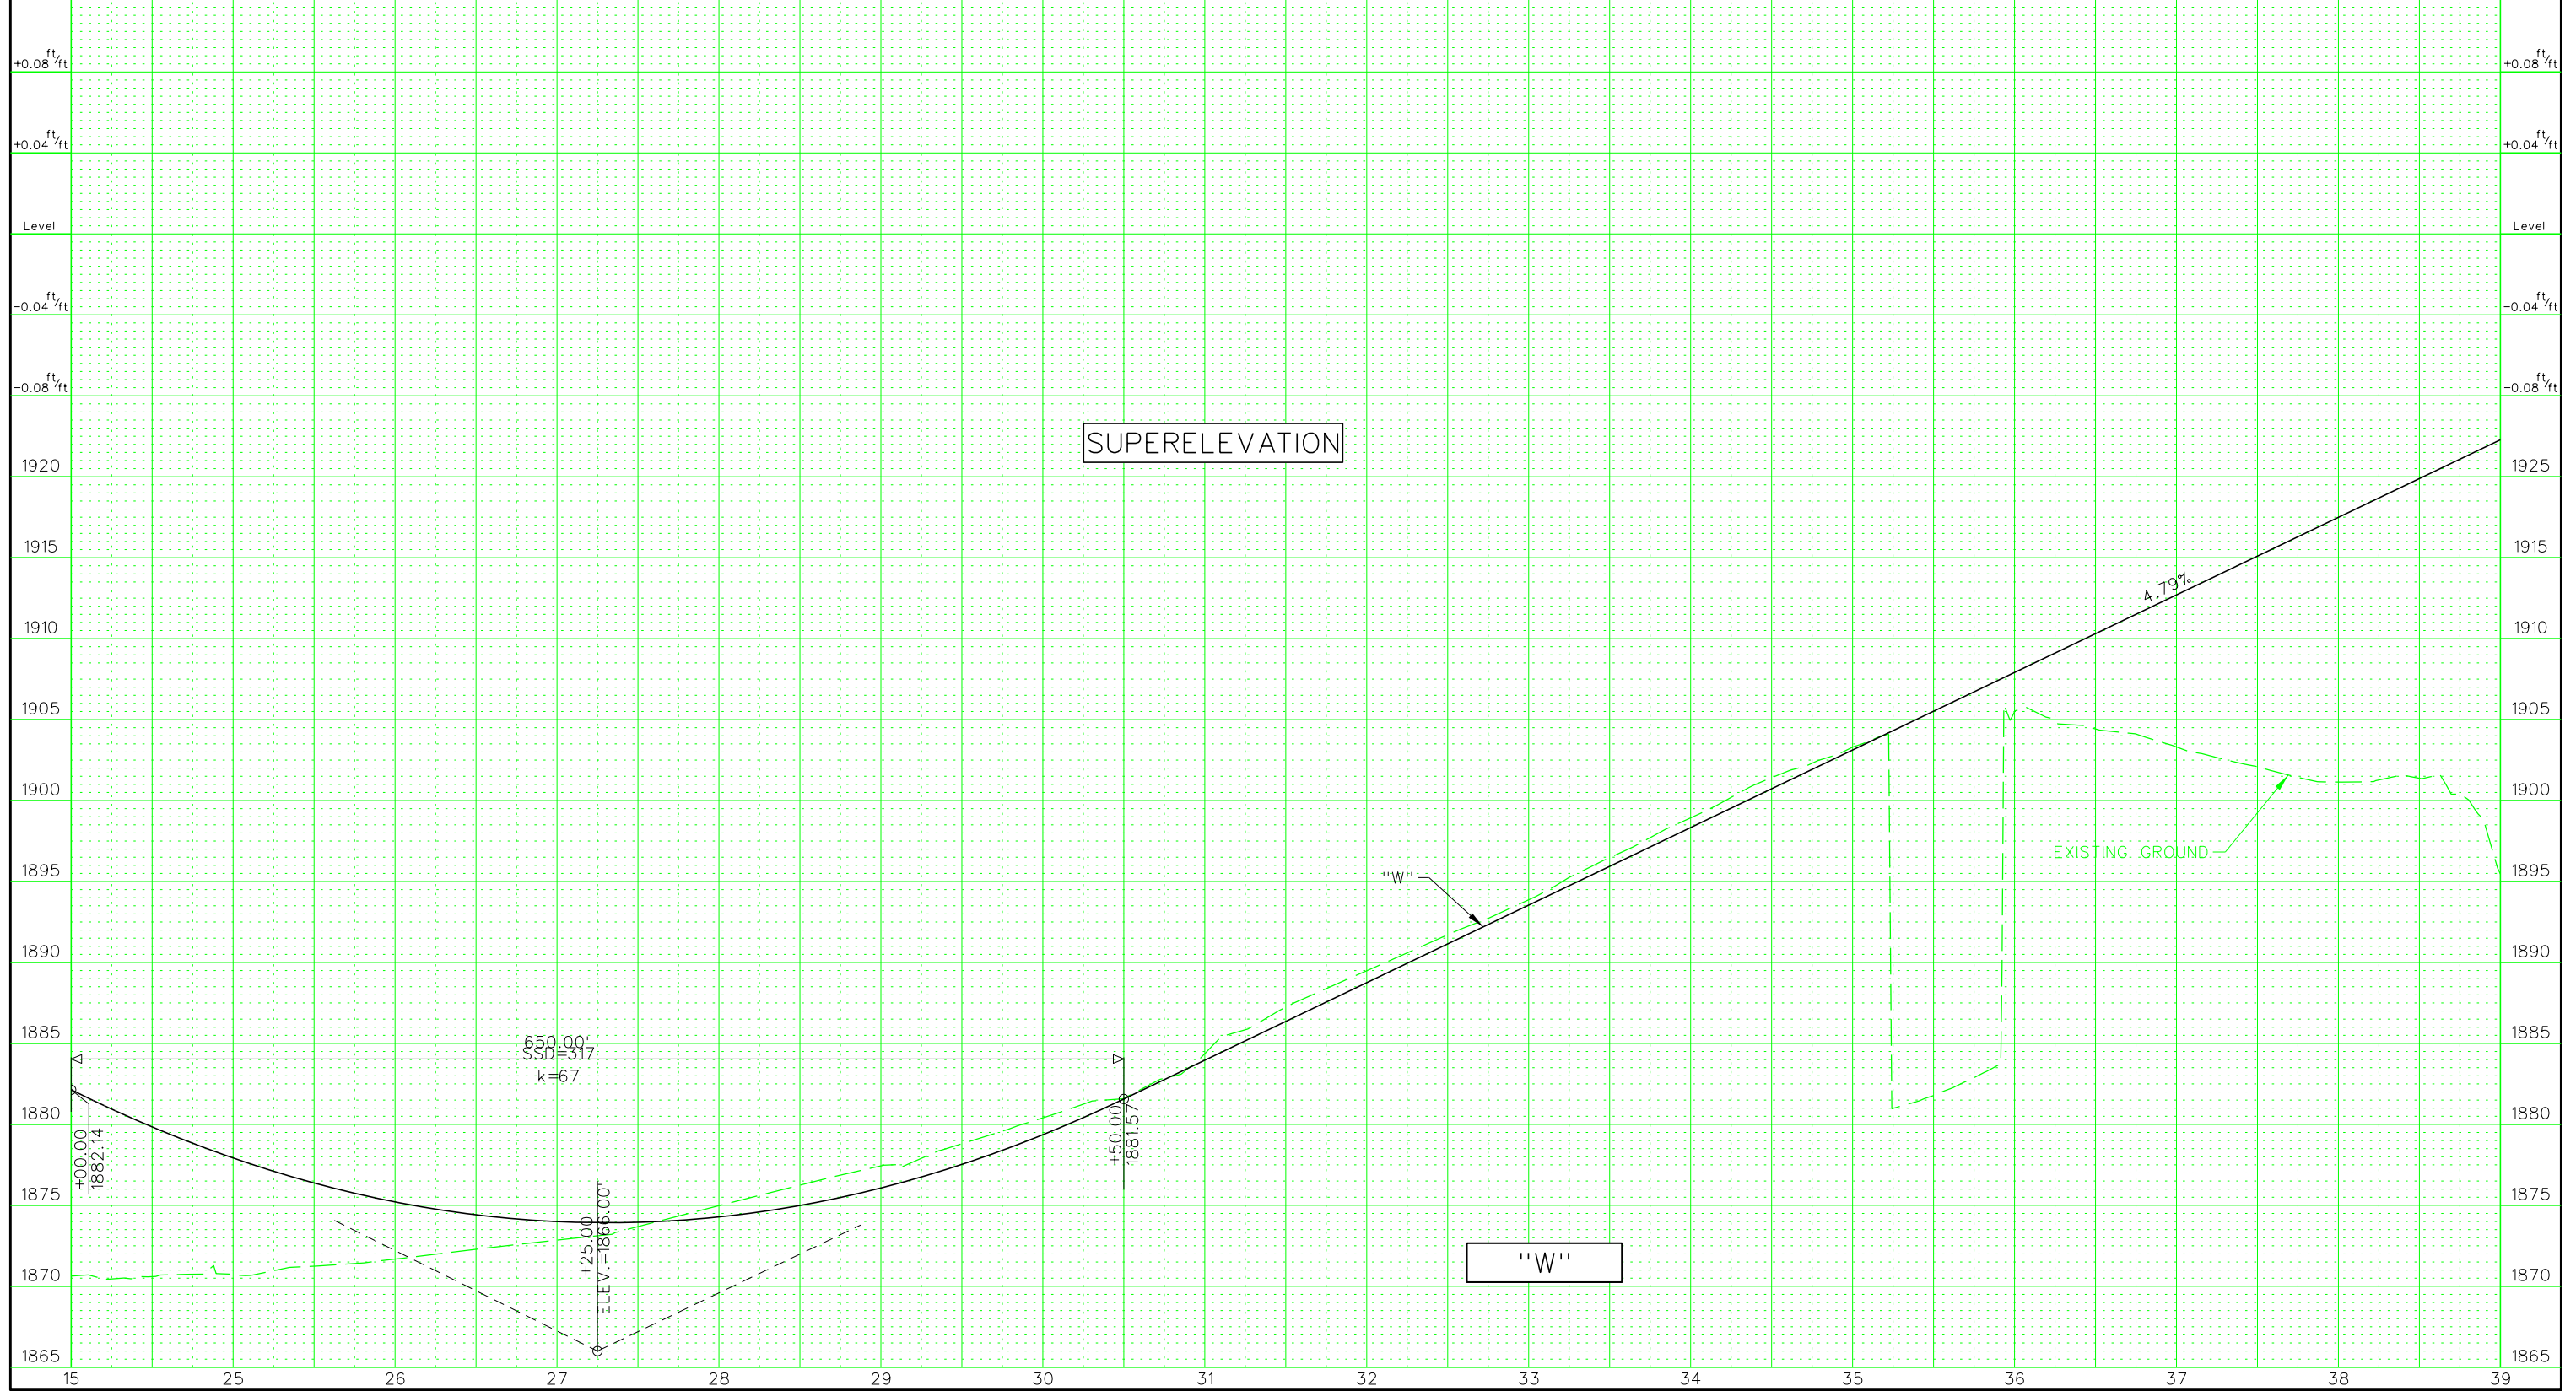 +0.08 ft/ft
+0.08 ft/ft
+0.04 ft/ft
+0.04 ft/ft
Level
Level
-0.04 ft/ft
-0.04 ft/ft
-0.08 ft/ft
-0.08 ft/ft
SUPERELEVATION
1920
1925
1915
1915
4.79%
1910
1910
1905
1905
1900
1900
EXISTING GROUND
"W"
1895
1895
1890
1890
1885
1885
650.00'
SSD=317
k=67
1880
1880
+00.00
1882.14
+50.00
1881.57
1875
1875
+25.00
ELEV.=1866.00'
"W"
1870
1870
1865
1865
15 25 26 27 28 29 30 31 32 33 34 35 36 37 38 39